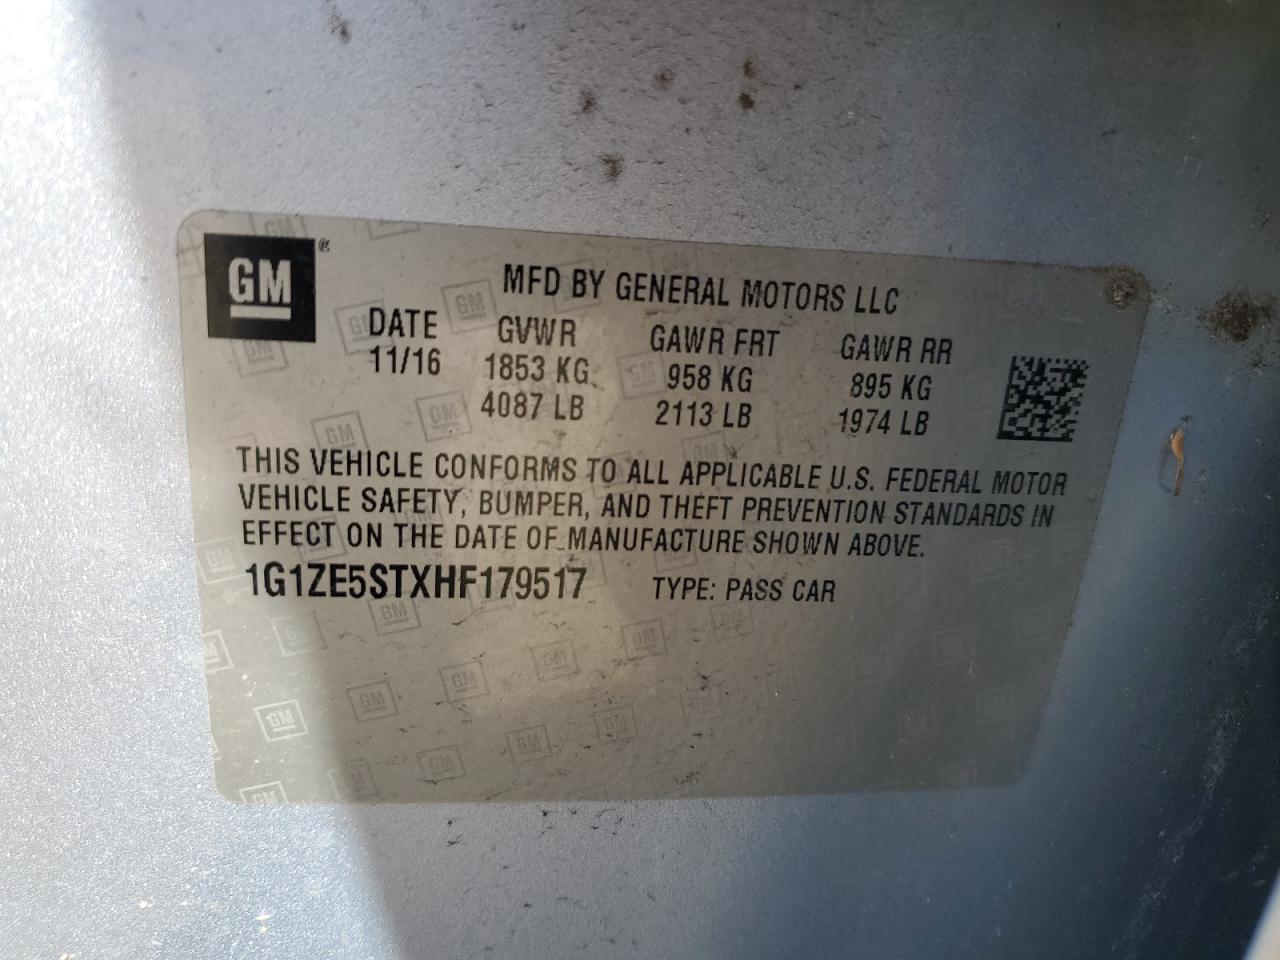 GM ®
MFD BY GENERAL MOTORS LLC
DATE GVWR GAWR FRT GAWR RR
11/16 1853 KG 958 KG 895 KG
4087 LB 2113 LB 1974 LB
THIS VEHICLE CONFORMS TO ALL APPLICABLE U.S. FEDERAL MOTOR
VEHICLE SAFETY, BUMPER, AND THEFT PREVENTION STANDARDS IN
EFFECT ON THE DATE OF MANUFACTURE SHOWN ABOVE.
1G1ZE5STXHF179517 TYPE: PASS CAR